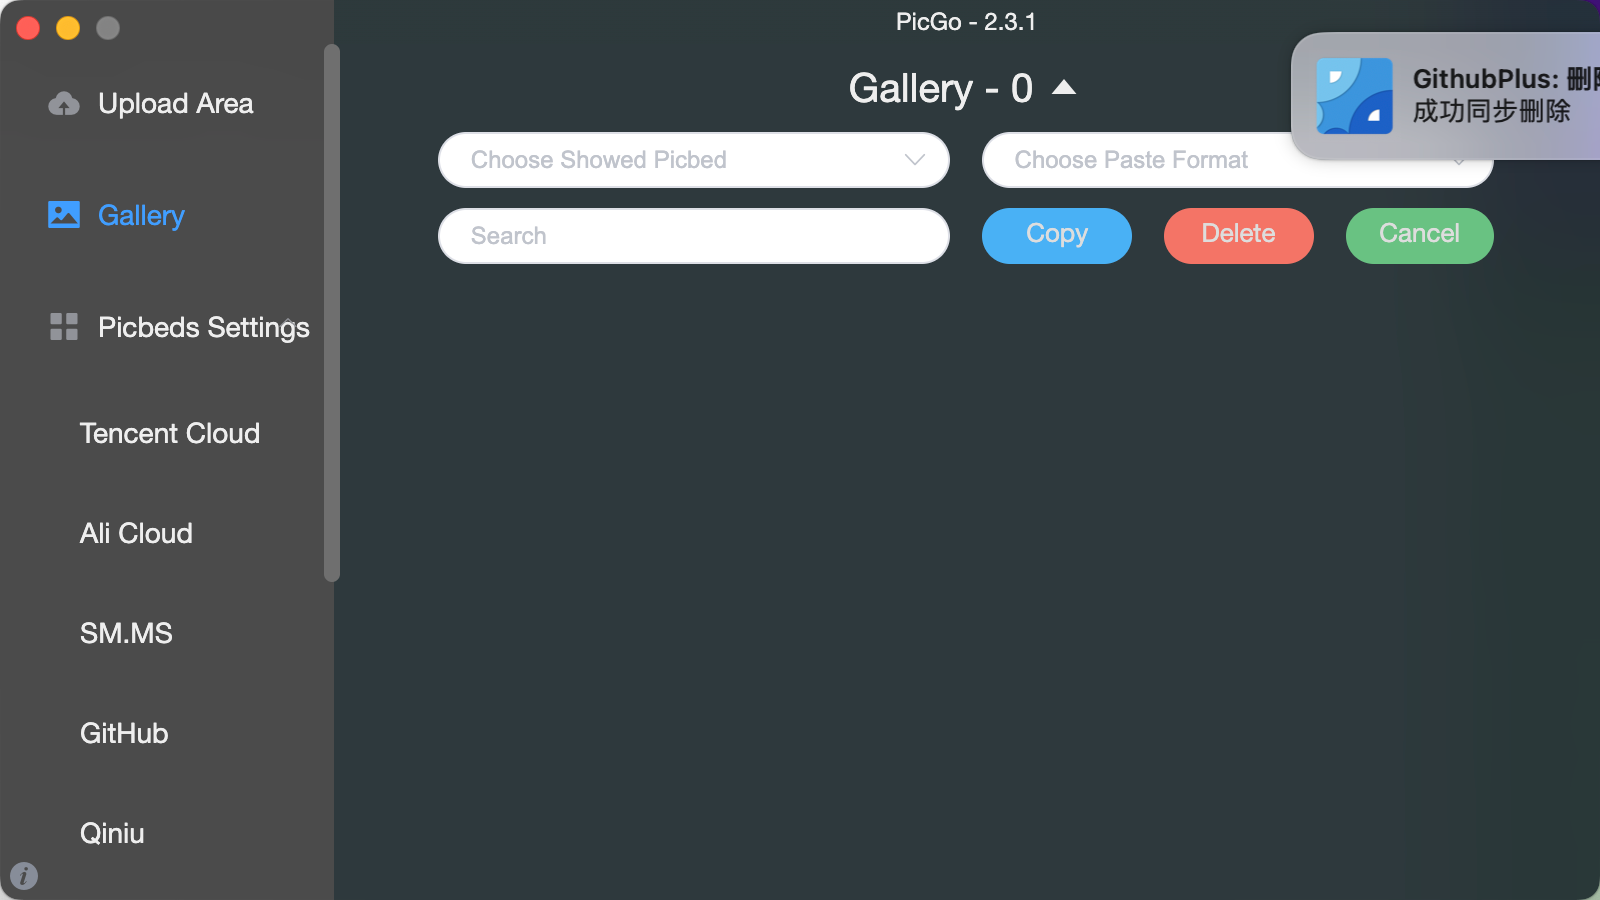 PicGo - 2.3.1
Upload Area
Gallery
Picbeds Settings
Tencent Cloud
Ali Cloud
SM.MS
GitHub
Qiniu
Gallery - 0
Choose Showed Picbed
Choose Paste Format
Search
Copy
Delete
Cancel
GithubPlus: 删
成功同步删除